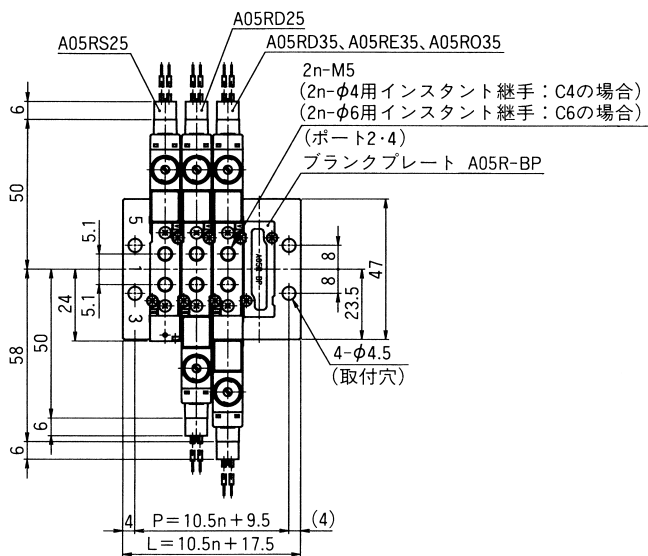 A05RD25
A05RS25
A05RD35、A05RE35、A05RO35
2n-M5
(2n-φ4用インスタント継手：C4の場合)
(2n-φ6用インスタント継手：C6の場合)
(ポート2・4)
ブランクプレート A05R-BP
6
50
5.1
5.1
24
58
50
6
6
5
1
3
A05R-BP
8
8
23.5
47
4-φ4.5
(取付穴)
4
P＝10.5n＋9.5
(4)
L＝10.5n＋17.5